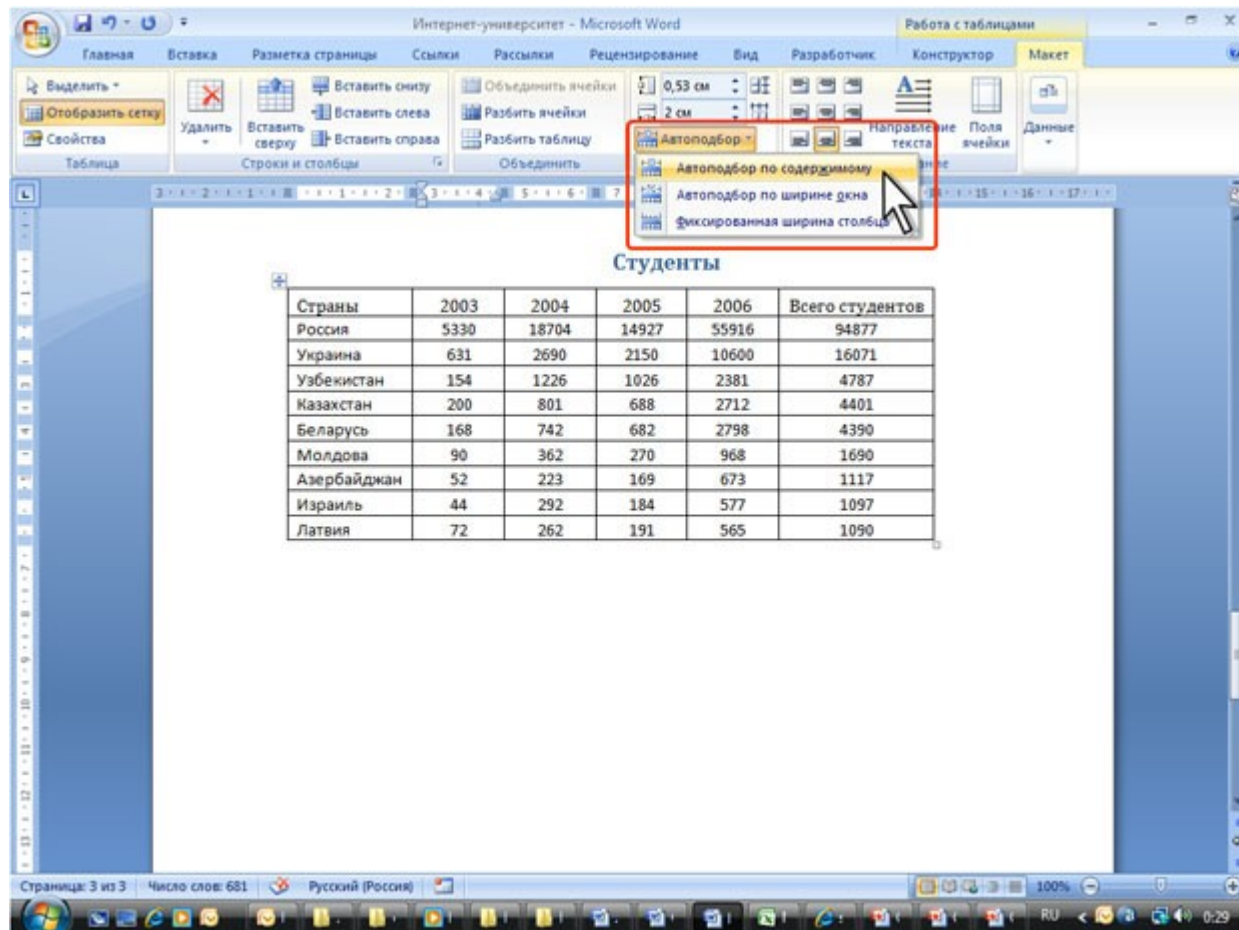 Интернет-университет - Microsoft Word
Работа с таблицами
Главная Вставка Разметка страницы Ссылки Рассылки Рецензирование Вид Разработчик Конструктор Макет
Выделить
Отобразить сетку
Свойства
Таблица
Удалить
Вставить сверху
Вставить снизу
Вставить слева
Вставить справа
Строки и столбцы
Объединить ячейки
Разбить ячейки
Разбить таблицу
Объединить
0,53 см
2 см
Автоподбор
Направление текста
Поля ячейки
Данные
Автоподбор по содержимому
Автоподбор по ширине окна
Фиксированная ширина столбца
Студенты
Страны 2003 2004 2005 2006 Всего студентов
Россия 5330 18704 14927 55916 94877
Украина 631 2690 2150 10600 16071
Узбекистан 154 1226 1026 2381 4787
Казахстан 200 801 688 2712 4401
Беларусь 168 742 682 2798 4390
Молдова 90 362 270 968 1690
Азербайджан 52 223 169 673 1117
Израиль 44 292 184 577 1097
Латвия 72 262 191 565 1090
Страница: 3 из 3 Число слов: 681 Русский (Россия) 100%
RU 0:29